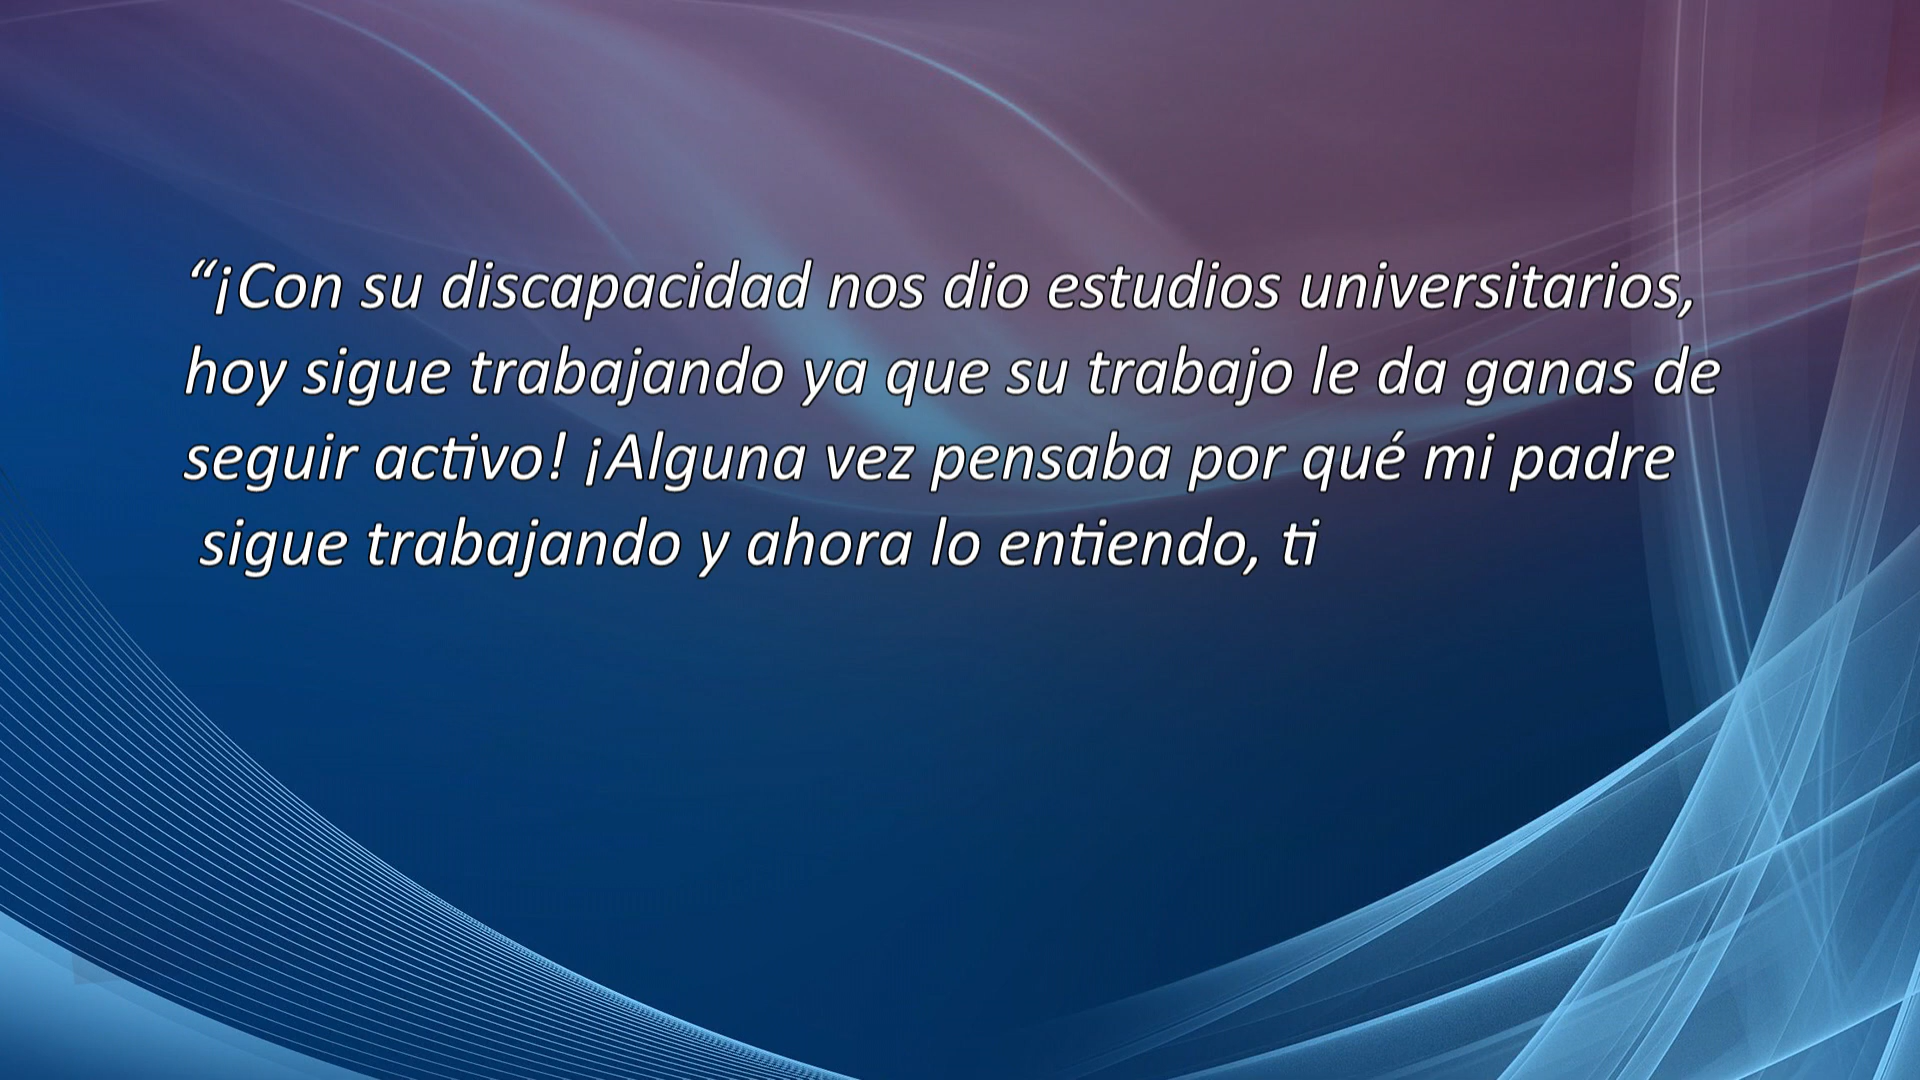 “¡Con su discapacidad nos dio estudios universitarios,
hoy sigue trabajando ya que su trabajo le da ganas de
seguir activo! ¡Alguna vez pensaba por qué mi padre
sigue trabajando y ahora lo entiendo, ti